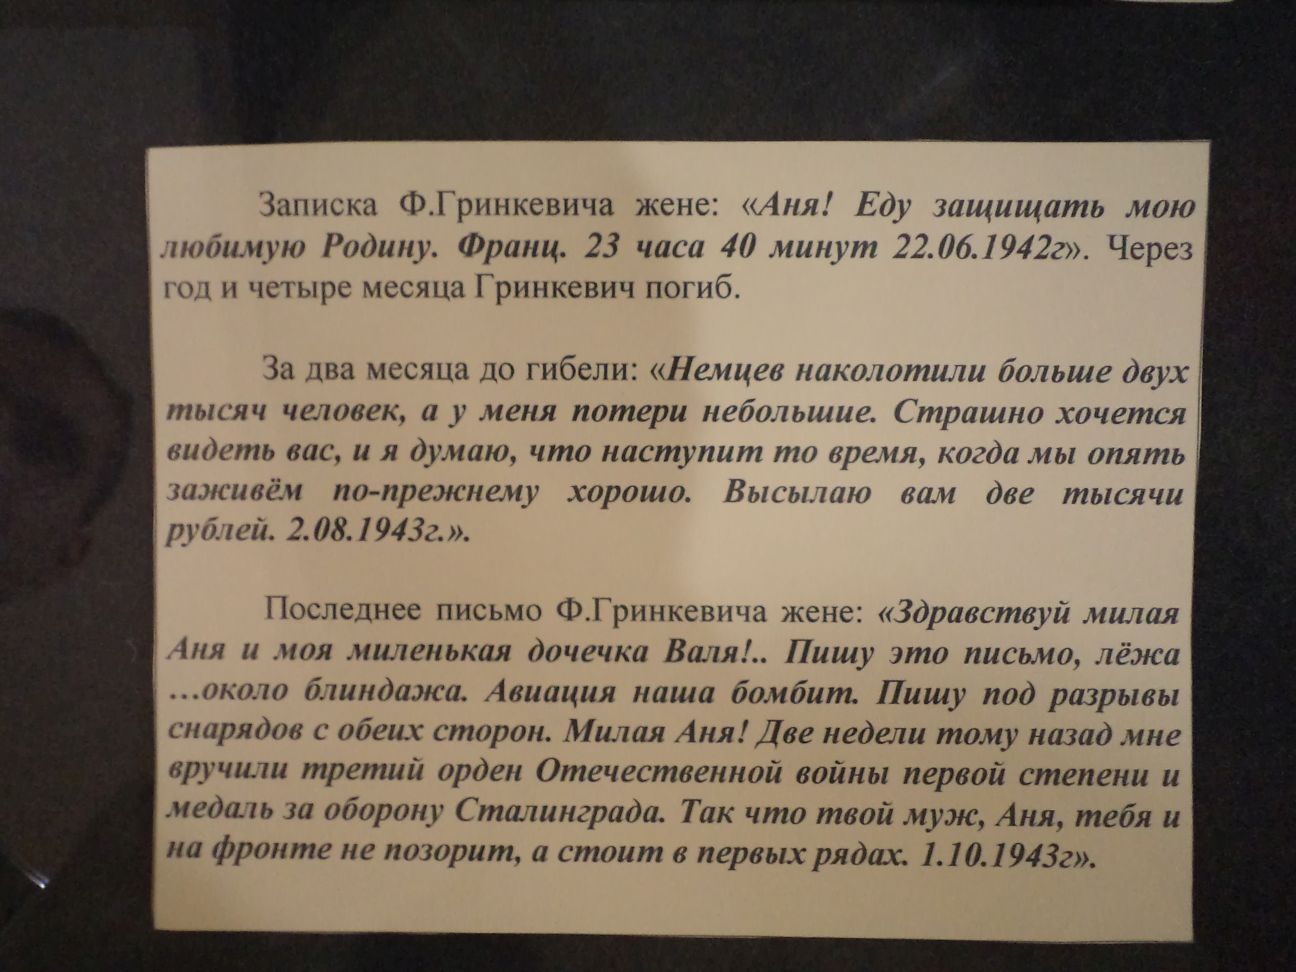 Записка Ф.Гринкевича жене: «Аня! Еду защищать мою
любимую Родину. Франц. 23 часа 40 минут 22.06.1942г». Через
год и четыре месяца Гринкевич погиб.
За два месяца до гибели: «Немцев наколотили больше двух
тысяч человек, а у меня потери небольшие. Страшно хочется
видеть вас, и я думаю, что наступит то время, когда мы опять
заживём по-прежнему хорошо. Высылаю вам две тысячи
рублей. 2.08.1943г.».
Последнее письмо Ф.Гринкевича жене: «Здравствуй милая
Аня и моя миленькая дочечка Валя!.. Пишу это письмо, лёжа
…около блиндажа. Авиация наша бомбит. Пишу под разрывы
снарядов с обеих сторон. Милая Аня! Две недели тому назад мне
вручили третий орден Отечественной войны первой степени и
медаль за оборону Сталинграда. Так что твой муж, Аня, тебя и
на фронте не позорит, а стоит в первых рядах. 1.10.1943г».